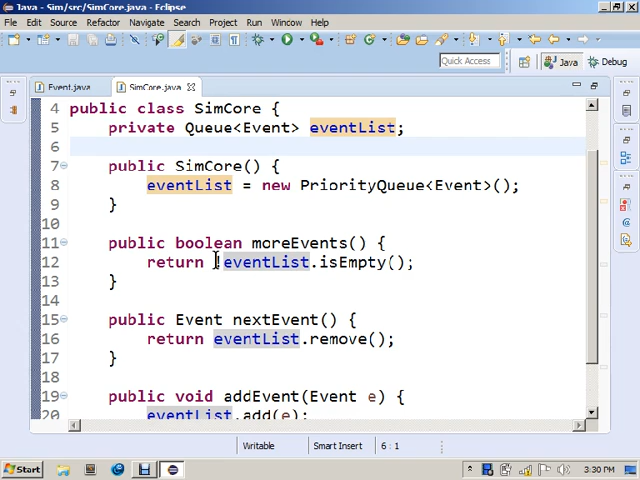 Java - Sim/src/SimCore.java - Eclipse
File Edit Source Refactor Navigate Search Project Run Window Help
Quick Access Java Debug
Event.java SimCore.java
4 public class SimCore {
5 private Queue<Event> eventList;
6
7 public SimCore() {
8 eventList = new PriorityQueue<Event>();
9 }
10
11 public boolean moreEvents() {
12 return !eventList.isEmpty();
13 }
14
15 public Event nextEvent() {
16 return eventList.remove();
17 }
18
19 public void addEvent(Event e) {
20 eventList.add(e);
Writable Smart Insert 6 : 1
Start 3:30 PM